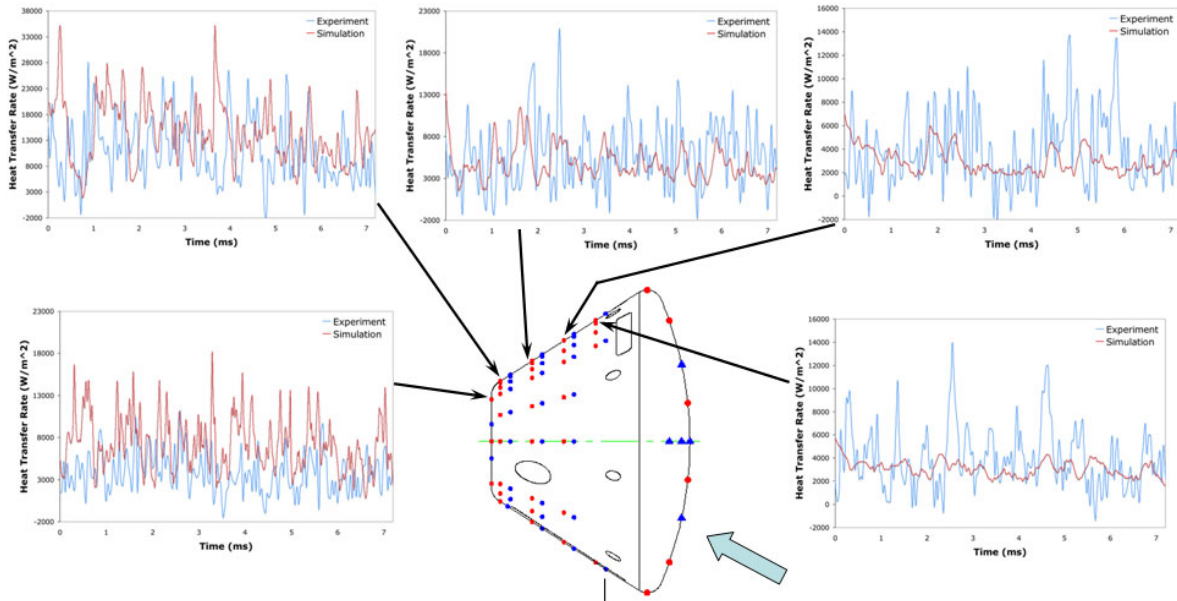 38000
33000
28000
23000
18000
13000
8000
3000
-2000
Heat Transfer Rate (W/m^2)
Experiment
Simulation
0 1 2 3 4 5 6 7
Time (ms)
23000
18000
13000
8000
3000
-2000
Heat Transfer Rate (W/m^2)
Experiment
Simulation
0 1 2 3 4 5 6 7
Time (ms)
16000
14000
12000
10000
8000
6000
4000
2000
0
-2000
Heat Transfer Rate (W/m^2)
Experiment
Simulation
0 1 2 3 4 5 6 7
Time (ms)
23000
18000
13000
8000
3000
-2000
Heat Transfer Rate (W/m^2)
Experiment
Simulation
0 1 2 3 4 5 6 7
Time (ms)
16000
14000
12000
10000
8000
6000
4000
2000
0
-2000
Heat Transfer Rate (W/m^2)
Experiment
Simulation
0 1 2 3 4 5 6 7
Time (ms)